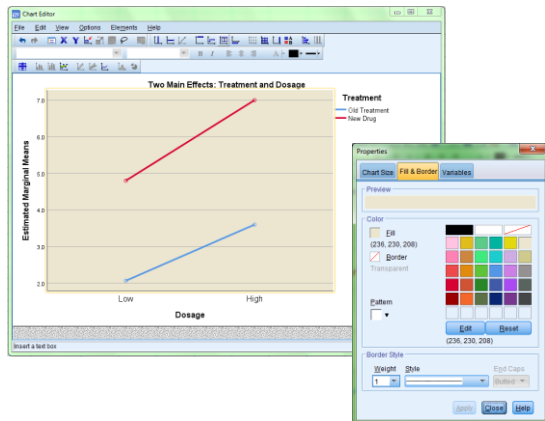 Chart Editor
File Edit View Options Elements Help
B I
Two Main Effects: Treatment and Dosage
Treatment
Old Treatment
New Drug
Estimated Marginal Means
7.0
6.0
5.0
4.0
3.0
2.0
Low High
Dosage
Insert a text box
Properties
Chart Size Fill & Border Variables
Preview
Color
Fill
(236, 230, 208)
Border
Transparent
Pattern
Edit Reset
(236, 230, 208)
Border Style
Weight Style End Caps
1 Butted
Apply Close Help